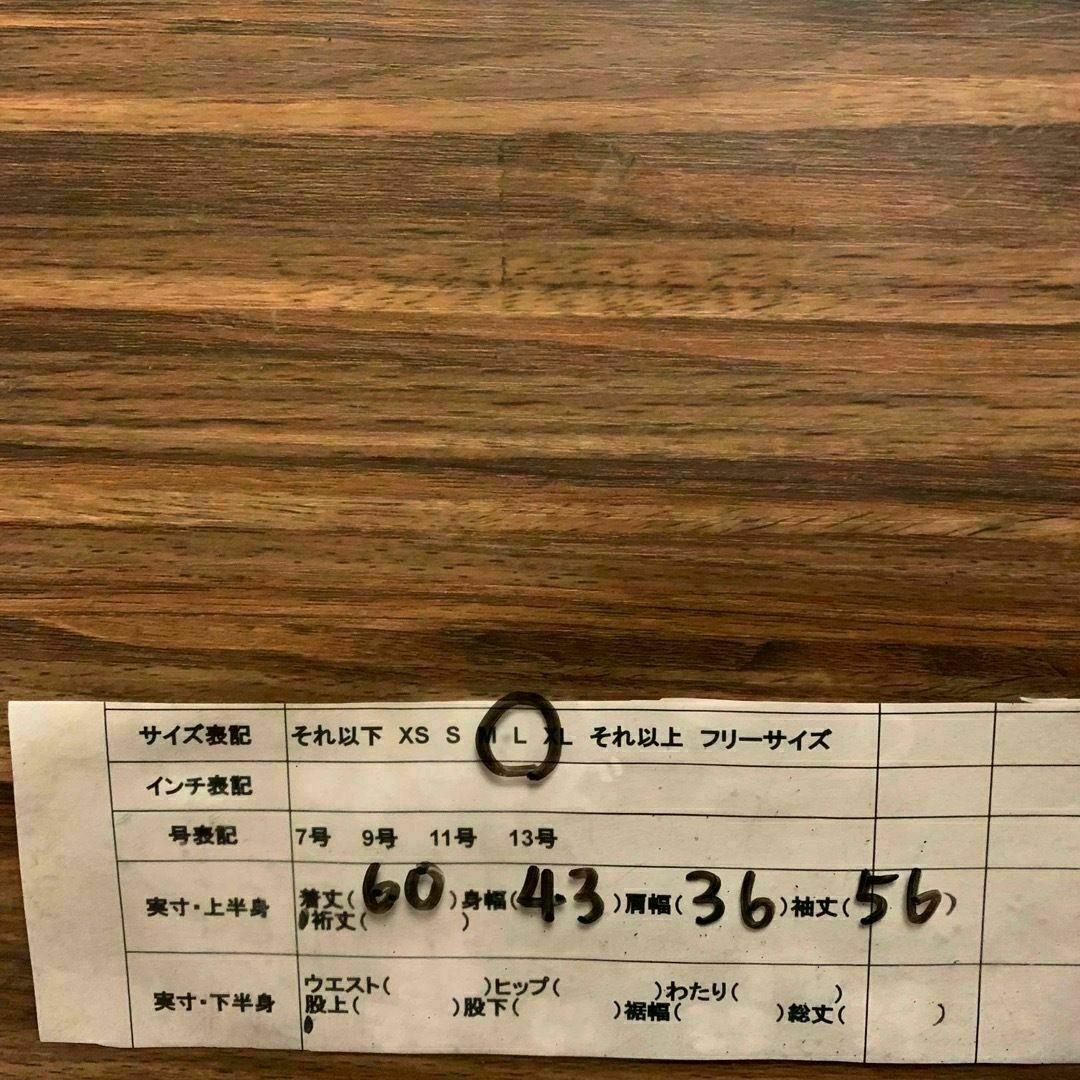 サイズ表記 それ以下 XS S M L XL それ以上 フリーサイズ
インチ表記
号表記 7号 9号 11号 13号
実寸・上半身 着丈( 60 )身幅( 43 )肩幅( 36 )袖丈( 56 )
裄丈( )
実寸・下半身 ウエスト( )ヒップ( )わたり( )
股上( )股下( )裾幅( )総丈( )